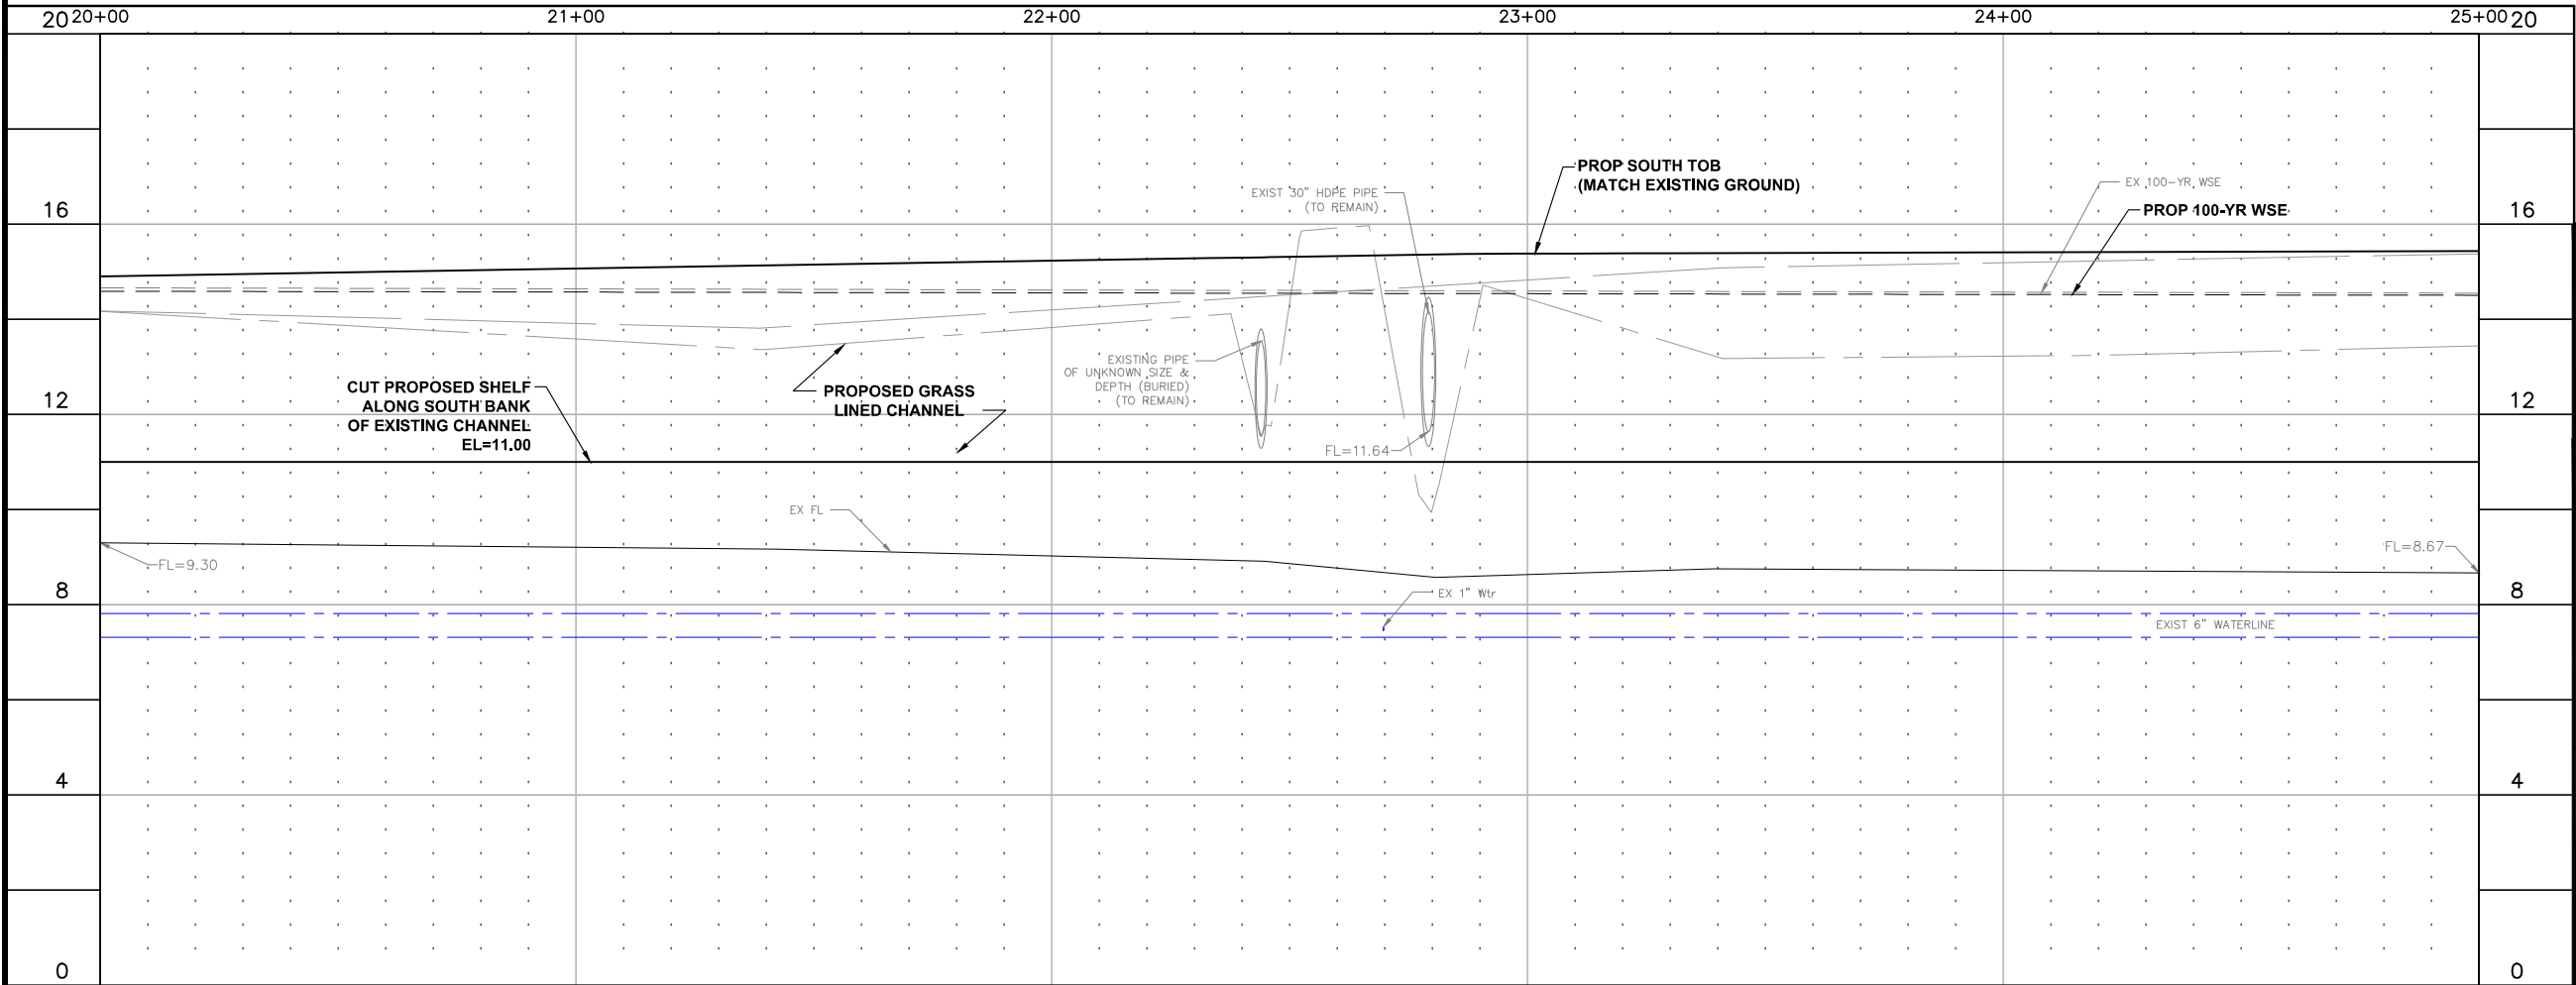 20 20+00 21+00 22+00 23+00 24+00 25+00 20
PROP SOUTH TOB
(MATCH EXISTING GROUND)
EX 100-YR WSE
EXIST 30" HDPE PIPE
(TO REMAIN)
16 PROP 100-YR WSE 16
EXISTING PIPE
OF UNKNOWN SIZE &
DEPTH (BURIED)
(TO REMAIN)
CUT PROPOSED SHELF
ALONG SOUTH BANK
OF EXISTING CHANNEL
EL=11.00
PROPOSED GRASS
LINED CHANNEL
12 12
FL=11.64
EX FL
FL=9.30
FL=8.67
8 8
EX 1" Wtr
EXIST 6" WATERLINE
4 4
0 0